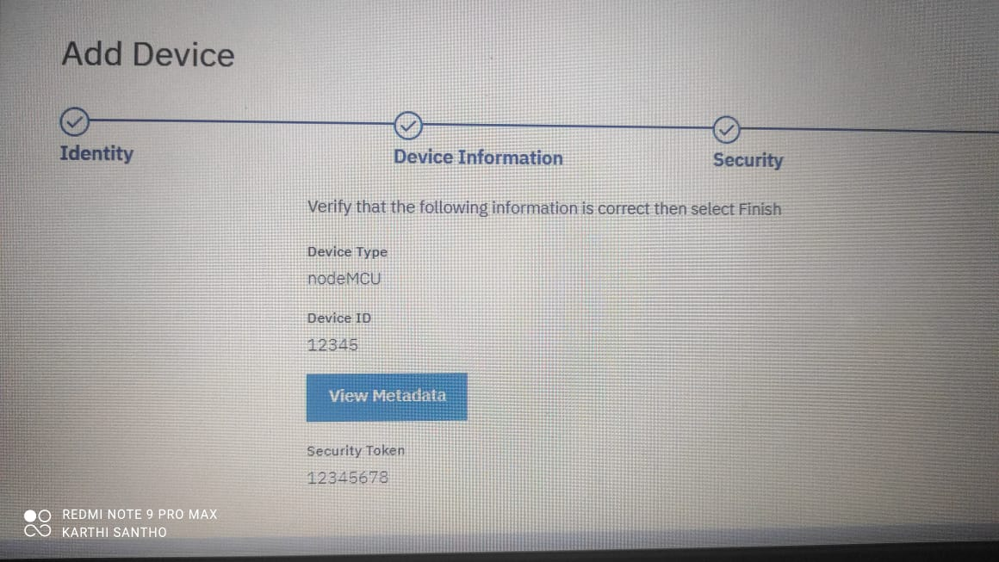 Add Device
Identity
Device Information
Security
Verify that the following information is correct then select Finish
Device Type
nodeMCU
Device ID
12345
View Metadata
Security Token
12345678
REDMI NOTE 9 PRO MAX
KARTHI SANTHO